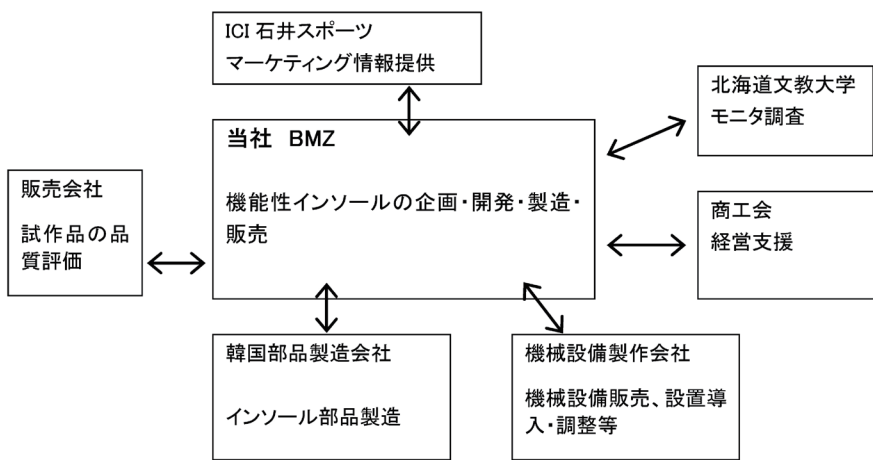 ICI 石井スポーツ
マーケティング情報提供
北海道文教大学
モニタ調査
当社 BMZ
機能性インソールの企画・開発・製造・
販売
販売会社
試作品の品
質評価
商工会
経営支援
韓国部品製造会社
インソール部品製造
機械設備製作会社
機械設備販売、設置導
入・調整等